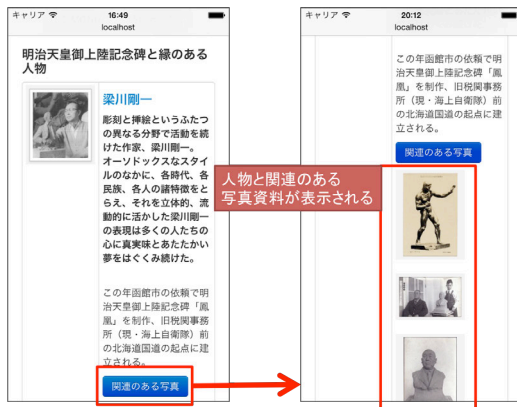 キャリア
16:49
localhost
明治天皇御上陸記念碑と縁のある
人物
梁川剛一
彫刻と挿絵というふたつ
の異なる分野で活動を続
けた作家、梁川剛一。
オーソドックスなスタイ
ルのなかに、各時代、各
民族、各人の諸特徴をと
らえ、それを立体的、流
動的に活かした梁川剛一
の表現は多くの人たちの
心に真実味とあたたかい
夢をはぐくみ続けた。
この年函館市の依頼で明
治天皇御上陸記念碑「鳳
凰」を制作、旧税関事務
所（現・海上自衛隊）前
の北海道国道の起点に建
立される。
関連のある写真
人物と関連のある
写真資料が表示される
キャリア
20:12
localhost
この年函館市の依頼で明
治天皇御上陸記念碑「鳳
凰」を制作、旧税関事務
所（現・海上自衛隊）前
の北海道国道の起点に建
立される。
関連のある写真